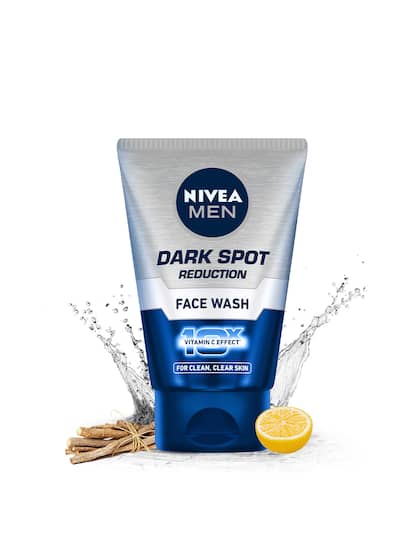 NIVEA
MEN
DARK SPOT
REDUCTION
FACE WASH
10X
VITAMIN C EFFECT
FOR CLEAN, CLEAR SKIN